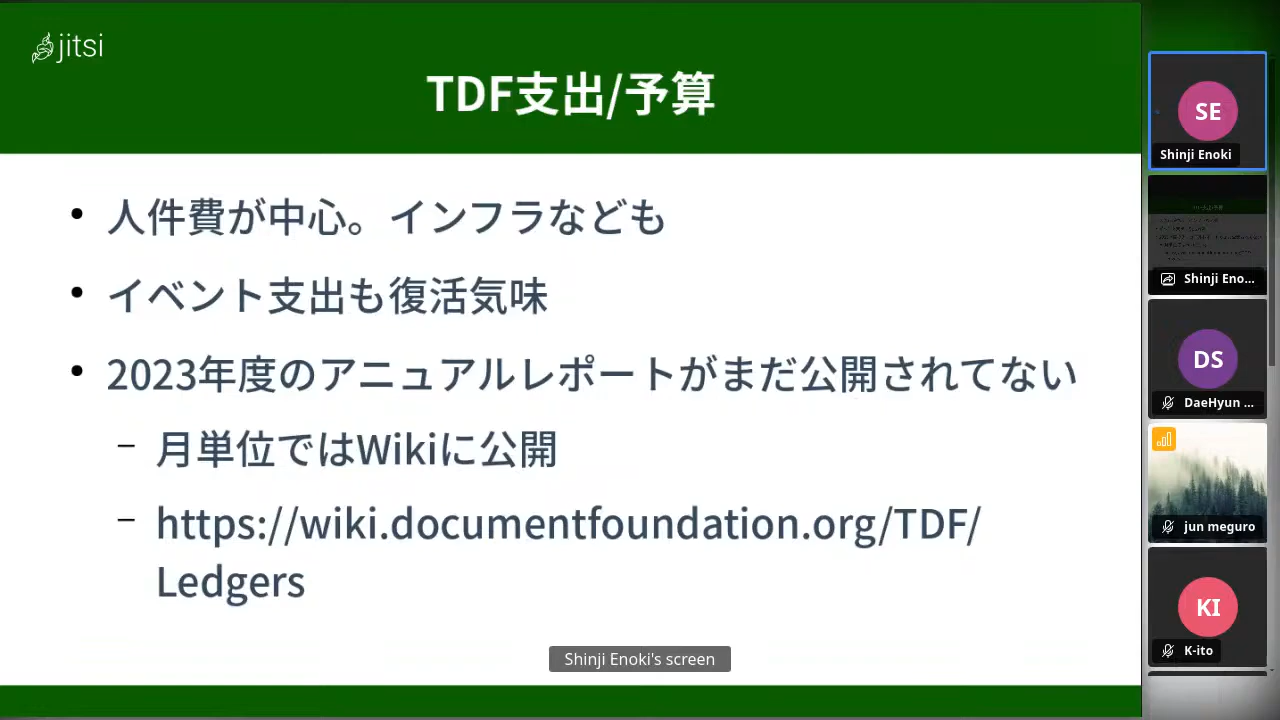 jitsi
TDF支出/予算
• 人件費が中心。インフラなども
• イベント支出も復活気味
• 2023年度のアニュアルレポートがまだ公開されてない
– 月単位ではWikiに公開
– https://wiki.documentfoundation.org/TDF/
Ledgers
Shinji Enoki's screen
SE
Shinji Enoki
Shinji Eno...
DS
DaeHyun ...
jun meguro
KI
K-ito